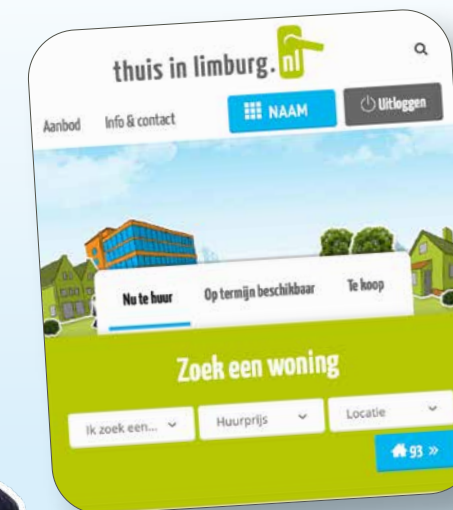 thuis in limburg.nl
Aanbod Info & contact NAAM Uitloggen
Nu te huur Op termijn beschikbaar Te koop
Zoek een woning
Ik zoek een... Huurprijs Locatie
93 »